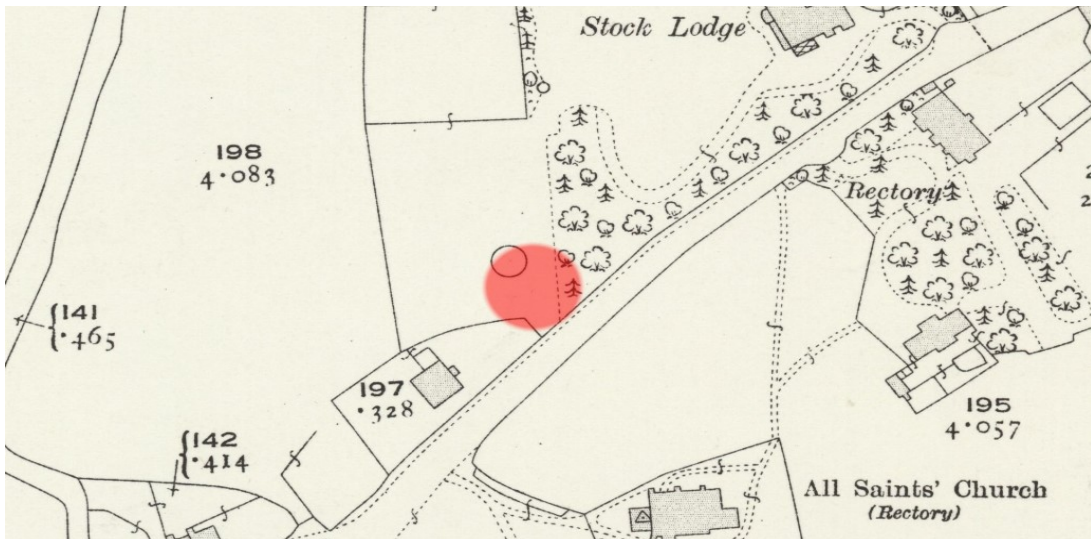 Stock Lodge
198
4·083
Rectory
141
·465
197
·328
195
4·057
142
·414
All Saints' Church
(Rectory)